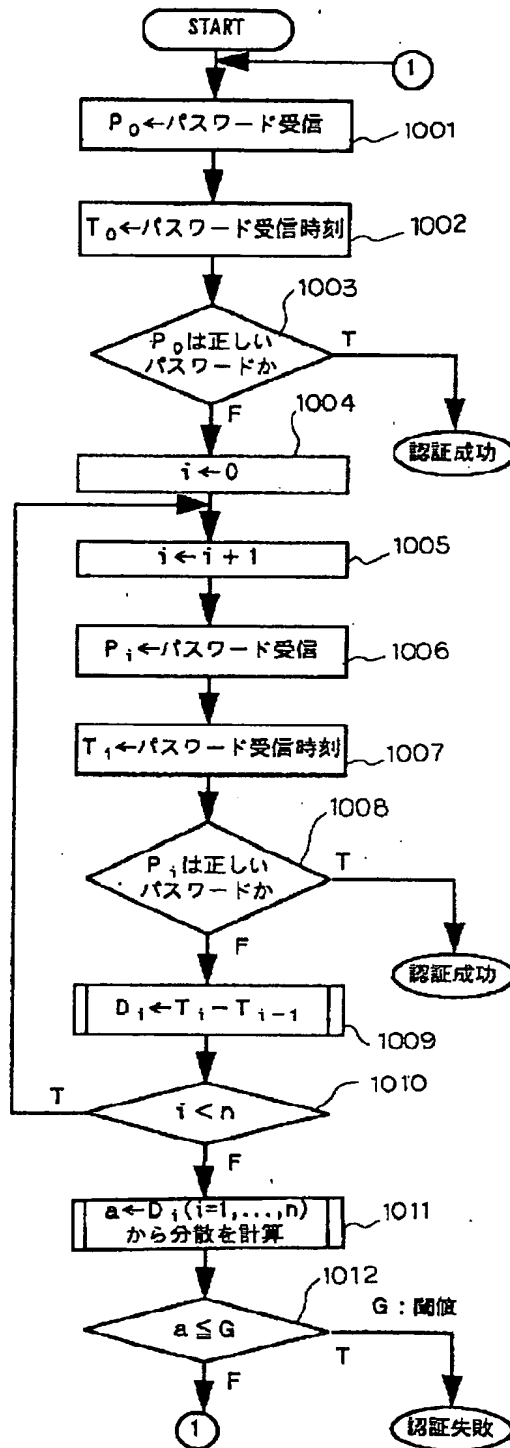 START
1
P₀←パスワード受信
1001
T₀←パスワード受信時刻
1002
1003
P₀は正しい
パスワードか
T
F
認証成功
1004
i←0
i←i+1
1005
Pᵢ←パスワード受信
1006
Tᵢ←パスワード受信時刻
1007
1008
Pᵢは正しい
パスワードか
T
F
認証成功
Dᵢ←Tᵢ−Tᵢ₋₁
1009
1010
T
i<n
F
a←Dᵢ(i=1,...,n)
から分散を計算
1011
1012
G:閾値
a≦G
T
F
1
認証失敗